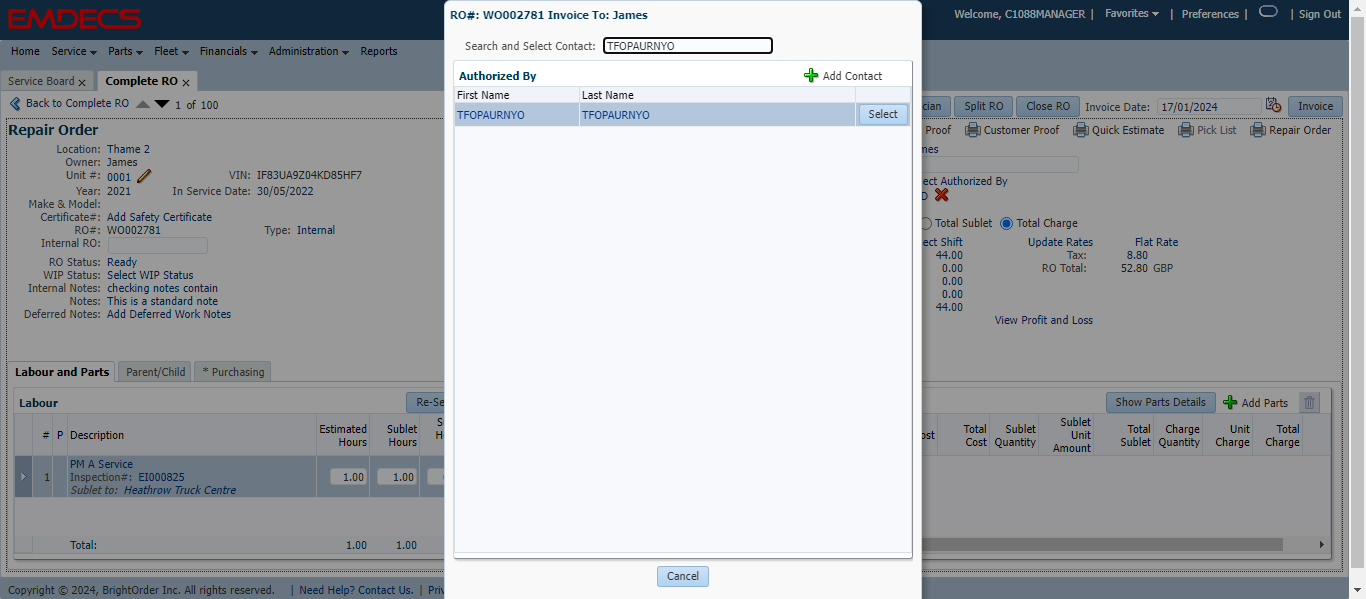 EMDECS
Welcome, C1088MANAGER | Favorites | Preferences | | Sign Out
Home Service Parts Fleet Financials Administration Reports
Service Board x Complete RO x
Back to Complete RO 1 of 100
Repair Order
Location: Thame 2
Owner: James
Unit #: 0001 VIN: IF83UA9Z04KD85HF7
Year: 2021 In Service Date: 30/05/2022
Make & Model:
Certificate#: Add Safety Certificate
RO#: WO002781 Type: Internal
Internal RO:
RO Status: Ready
WIP Status: Select WIP Status
Internal Notes: checking notes contain
Notes: This is a standard note
Deferred Notes: Add Deferred Work Notes
RO#: WO002781 Invoice To: James
Search and Select Contact: TFOPAURNYO
Authorized By Add Contact
First Name Last Name
TFOPAURNYO TFOPAURNYO Select
Cancel
Split RO Close RO Invoice Date: 17/01/2024 Invoice
Proof Customer Proof Quick Estimate Pick List Repair Order
Authorized By
Total Sublet Total Charge
Shift Update Rates Flat Rate
44.00 Tax: 8.80
0.00 RO Total: 52.80 GBP
0.00
0.00
44.00
View Profit and Loss
Labour and Parts Parent/Child * Purchasing
Labour
Show Parts Details Add Parts
# P Description Estimated Hours Sublet Hours
Total Cost Sublet Quantity Sublet Unit Amount Total Sublet Charge Quantity Unit Charge Total Charge
1 PM A Service 1.00 1.00
Inspection#: EI000825
Sublet to: Heathrow Truck Centre
Total: 1.00 1.00
Copyright © 2024, BrightOrder Inc. All rights reserved. | Need Help? Contact Us. |